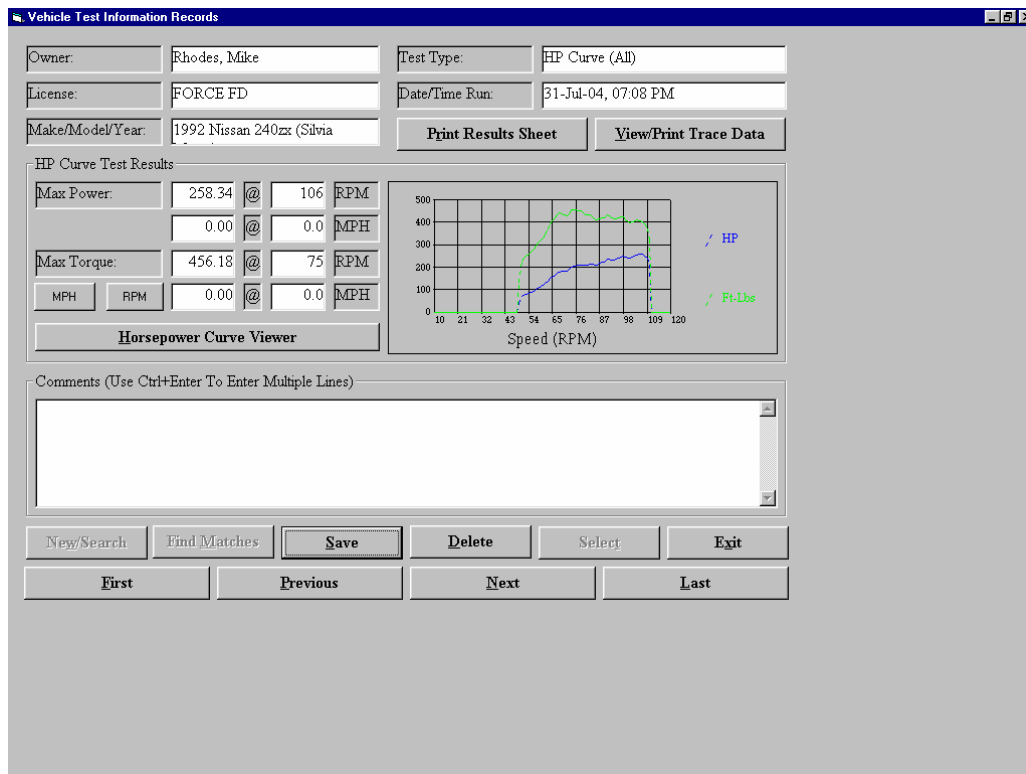 Vehicle Test Information Records
Owner: Rhodes, Mike Test Type: HP Curve (All)
License: FORCE FD Date/Time Run: 31-Jul-04, 07:08 PM
Make/Model/Year: 1992 Nissan 240zx (Silvia
Print Results Sheet View/Print Trace Data
HP Curve Test Results
Max Power: 258.34 @ 106 RPM
0.00 @ 0.0 MPH
Max Torque: 456.18 @ 75 RPM
MPH RPM 0.00 @ 0.0 MPH
Horsepower Curve Viewer
500
400
300
200
100
0
10 21 32 43 54 65 76 87 98 109 120
Speed (RPM)
HP
Ft-Lbs
Comments (Use Ctrl+Enter To Enter Multiple Lines)
New/Search Find Matches Save Delete Select Exit
First Previous Next Last